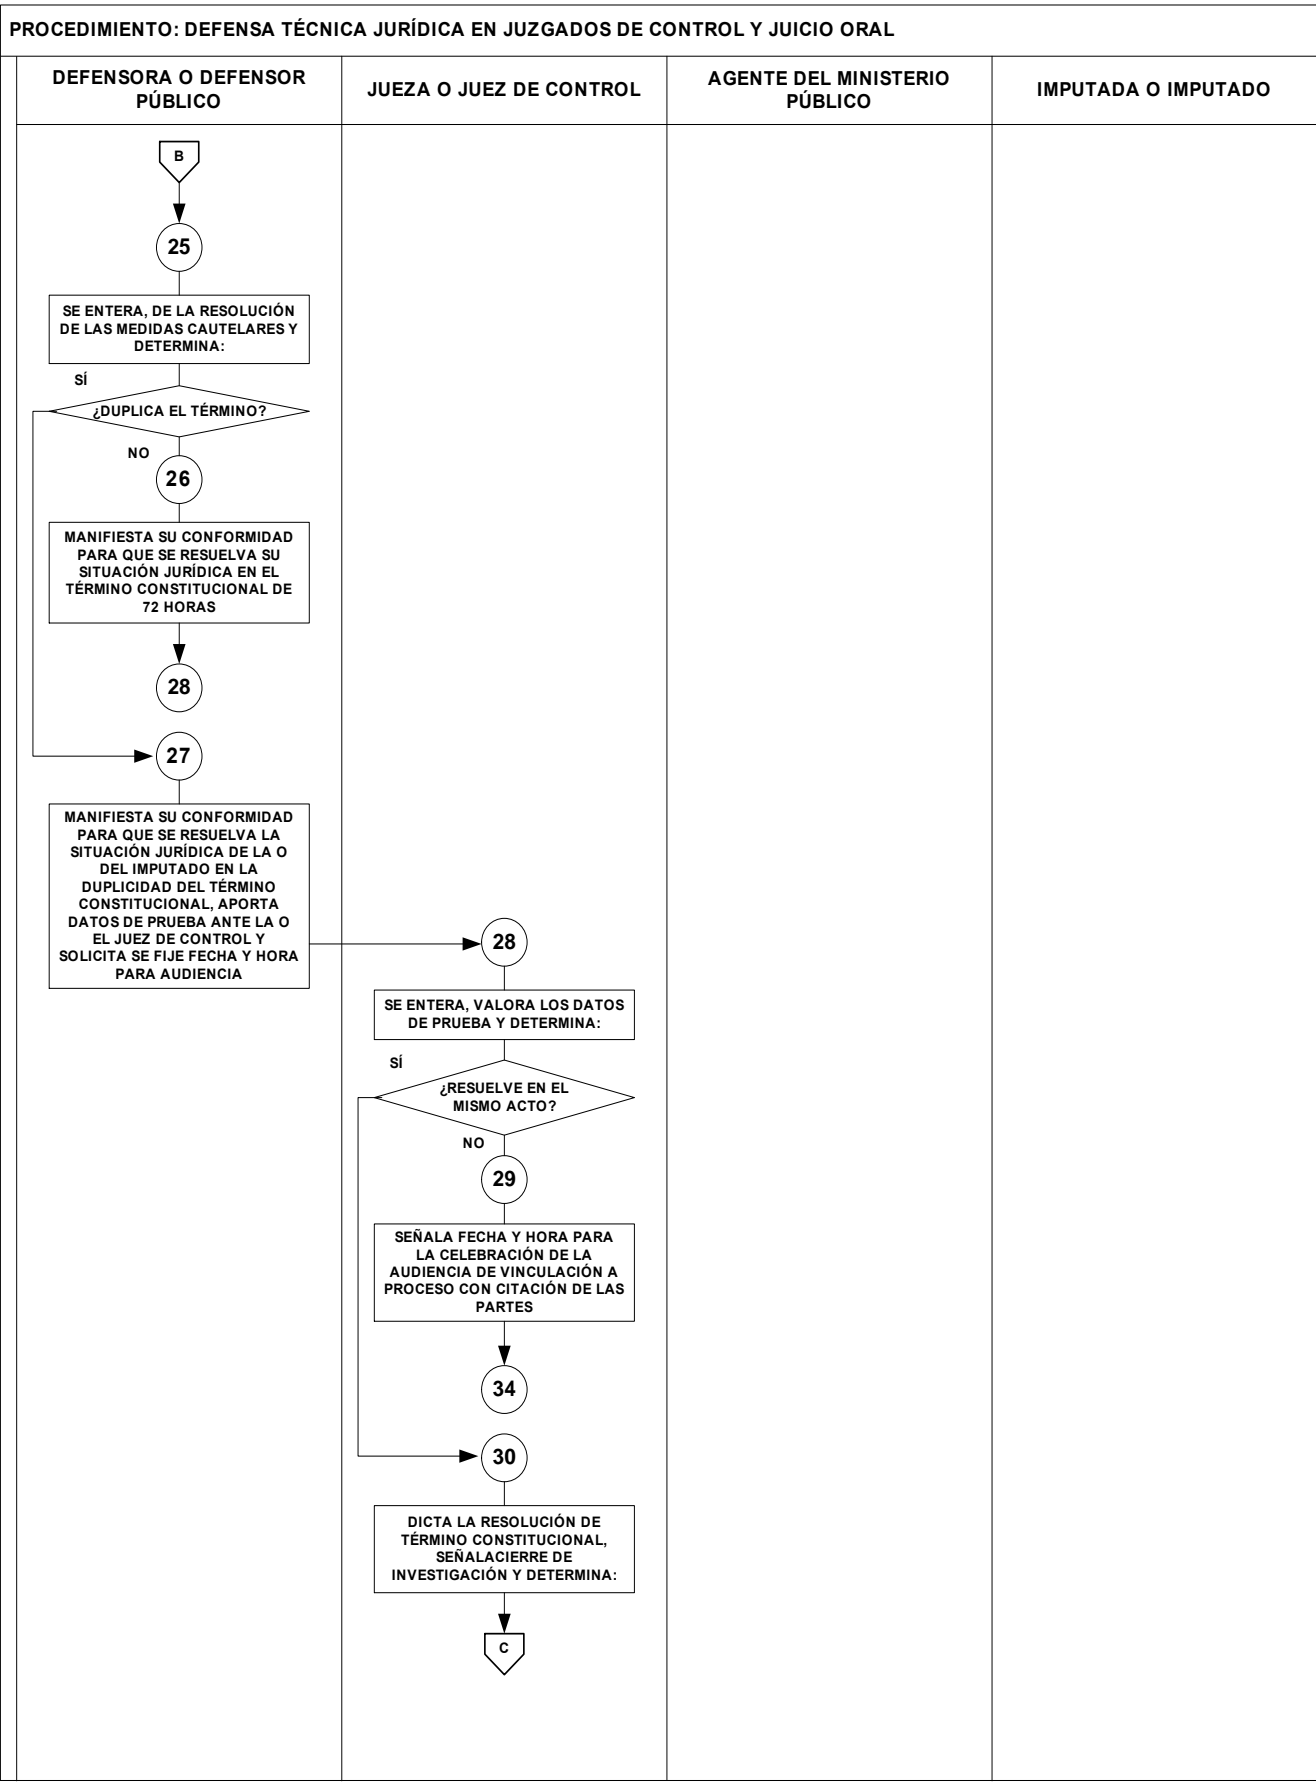 PROCEDIMIENTO: DEFENSA TÉCNICA JURÍDICA EN JUZGADOS DE CONTROL Y JUICIO ORAL
DEFENSORA O DEFENSOR
PÚBLICO
JUEZA O JUEZ DE CONTROL
AGENTE DEL MINISTERIO
PÚBLICO
IMPUTADA O IMPUTADO
B
25
SE ENTERA, DE LA RESOLUCIÓN
DE LAS MEDIDAS CAUTELARES Y
DETERMINA:
SÍ
¿DUPLICA EL TÉRMINO?
NO
26
MANIFIESTA SU CONFORMIDAD
PARA QUE SE RESUELVA SU
SITUACIÓN JURÍDICA EN EL
TÉRMINO CONSTITUCIONAL DE
72 HORAS
28
27
MANIFIESTA SU CONFORMIDAD
PARA QUE SE RESUELVA LA
SITUACIÓN JURÍDICA DE LA O
DEL IMPUTADO EN LA
DUPLICIDAD DEL TÉRMINO
CONSTITUCIONAL, APORTA
DATOS DE PRUEBA ANTE LA O
EL JUEZ DE CONTROL Y
SOLICITA SE FIJE FECHA Y HORA
PARA AUDIENCIA
28
SE ENTERA, VALORA LOS DATOS
DE PRUEBA Y DETERMINA:
SÍ
¿RESUELVE EN EL
MISMO ACTO?
NO
29
SEÑALA FECHA Y HORA PARA
LA CELEBRACIÓN DE LA
AUDIENCIA DE VINCULACIÓN A
PROCESO CON CITACIÓN DE LAS
PARTES
34
30
DICTA LA RESOLUCIÓN DE
TÉRMINO CONSTITUCIONAL,
SEÑALACIERRE DE
INVESTIGACIÓN Y DETERMINA:
C